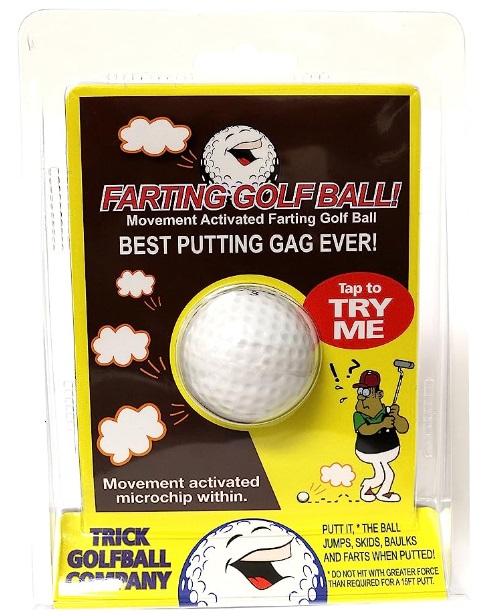 FARTING GOLF BALL!
Movement Activated Farting Golf Ball
BEST PUTTING GAG EVER!
Tap to
TRY
ME
! ?
Movement activated
microchip within.
TRICK
GOLFBALL
COMPANY
PUTT IT, * THE BALL
JUMPS, SKIDS, BAULKS
AND FARTS WHEN PUTTED!
* DO NOT HIT WITH GREATER FORCE
THAN REQUIRED FOR A 15FT PUTT.